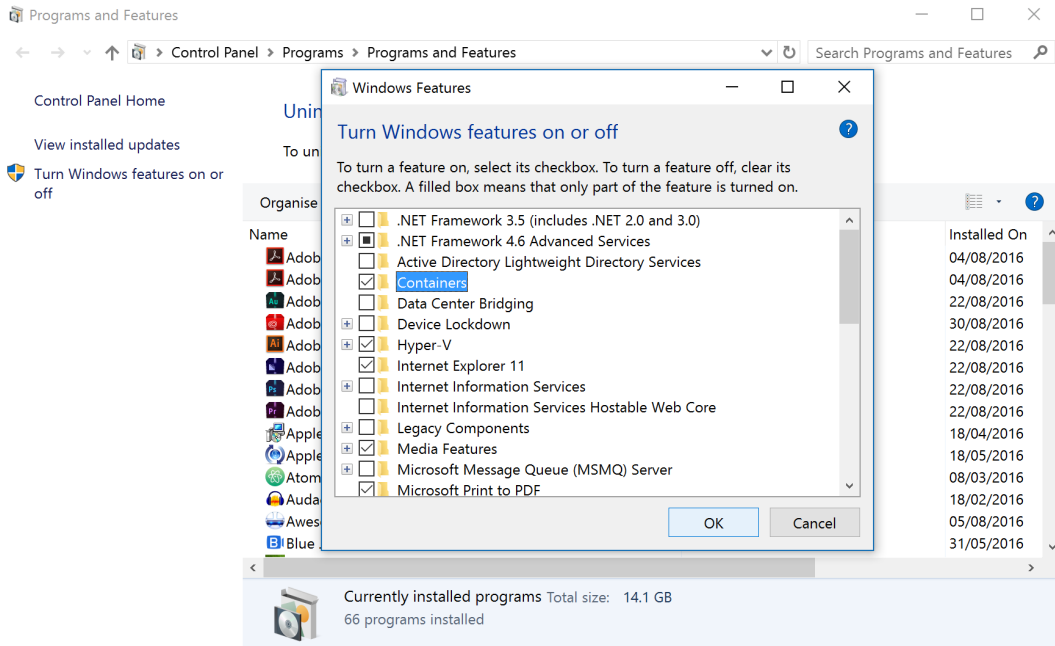 Programs and Features
Control Panel > Programs > Programs and Features
Search Programs and Features
Control Panel Home
View installed updates
Turn Windows features on or
off
Unin
To un
Organise
Name
Installed On
Adob 04/08/2016
Adob 04/08/2016
Au Adob 22/08/2016
Adob 30/08/2016
Ai Adob 22/08/2016
Adob 22/08/2016
Ps Adob 22/08/2016
Pr Adob 22/08/2016
Apple 18/04/2016
Apple 18/05/2016
Atom 08/03/2016
Auda 18/02/2016
Aweso 05/08/2016
B Blue 31/05/2016
Windows Features
Turn Windows features on or off
?
To turn a feature on, select its checkbox. To turn a feature off, clear its
checkbox. A filled box means that only part of the feature is turned on.
.NET Framework 3.5 (includes .NET 2.0 and 3.0)
.NET Framework 4.6 Advanced Services
Active Directory Lightweight Directory Services
Containers
Data Center Bridging
Device Lockdown
Hyper-V
Internet Explorer 11
Internet Information Services
Internet Information Services Hostable Web Core
Legacy Components
Media Features
Microsoft Message Queue (MSMQ) Server
Microsoft Print to PDF
OK
Cancel
?
Currently installed programs Total size: 14.1 GB
66 programs installed